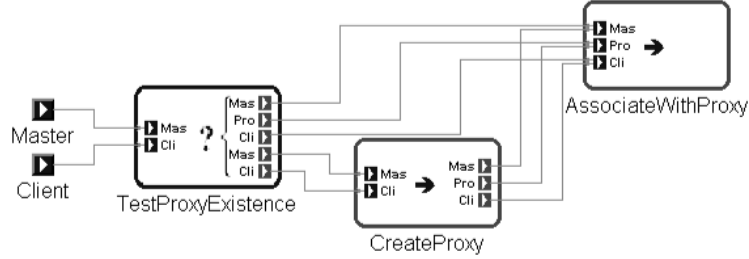 Master
Client
Mas
Cli
?
Mas
Pro
Cli
Mas
Cli
TestProxyExistence
Mas
Cli
Mas
Pro
Cli
CreateProxy
Mas
Pro
Cli
AssociateWithProxy